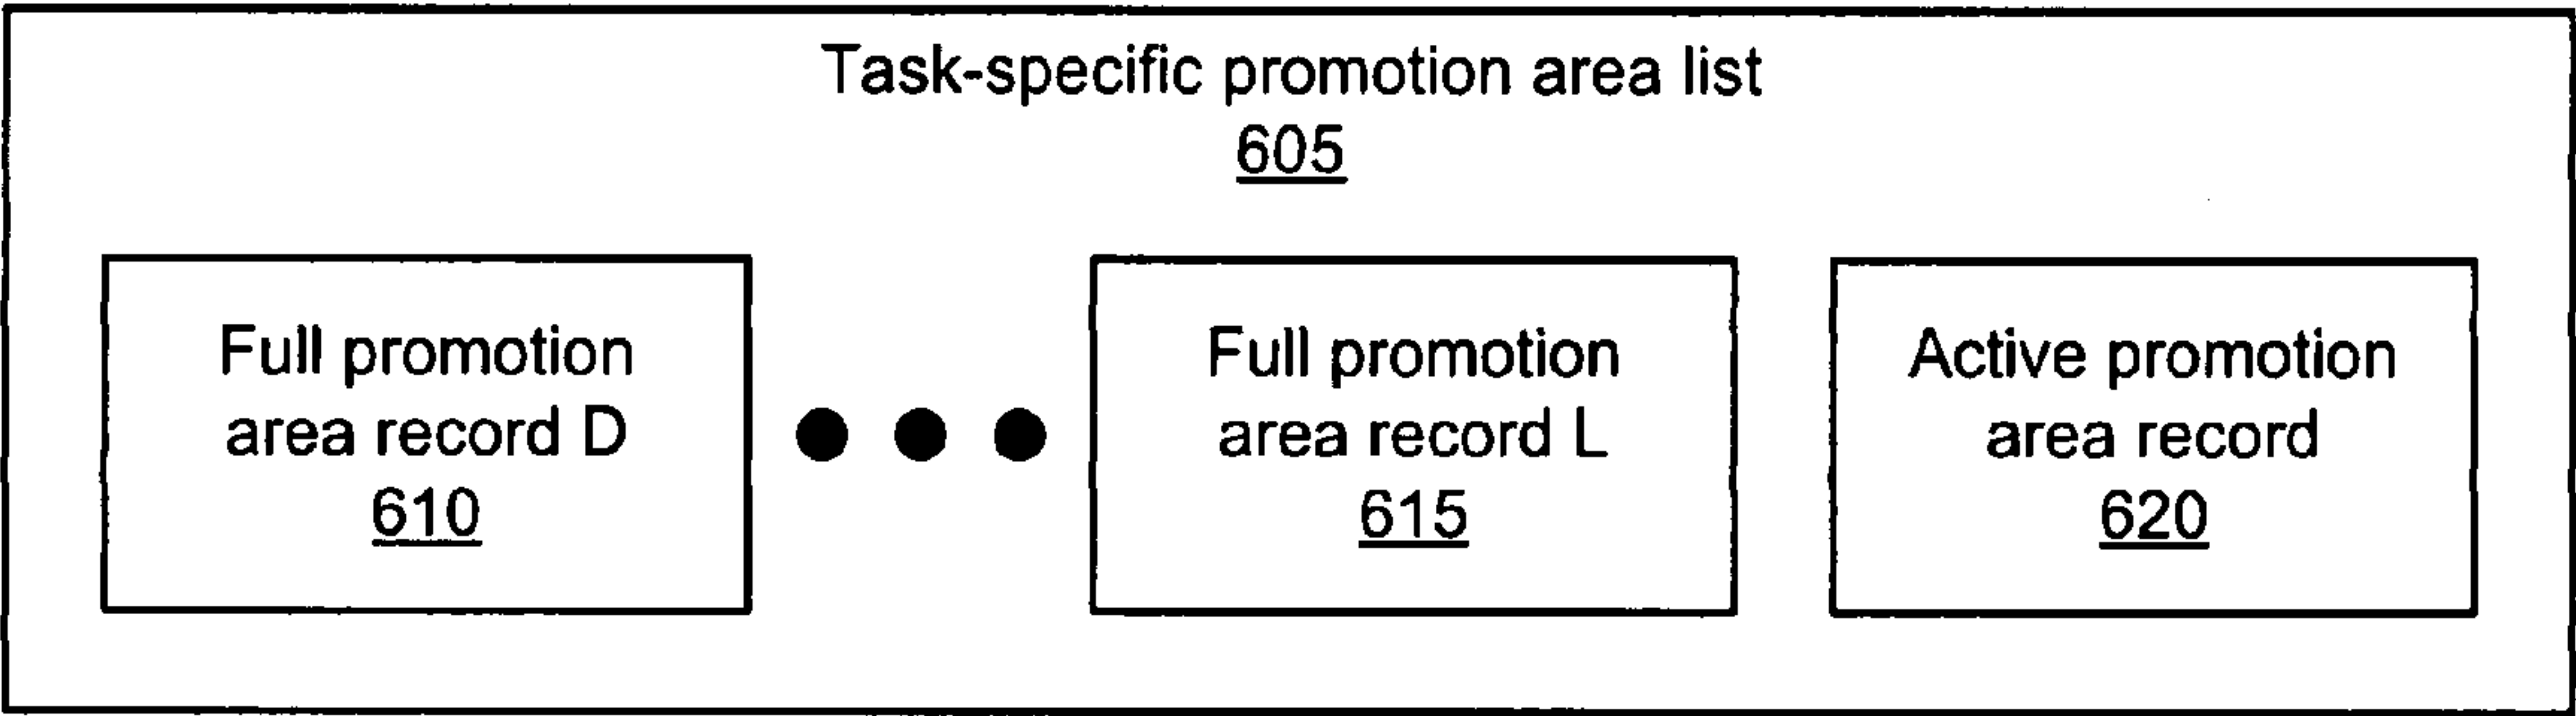 Task-specific promotion area list
605
Full promotion
area record D
610
Full promotion
area record L
615
Active promotion
area record
620